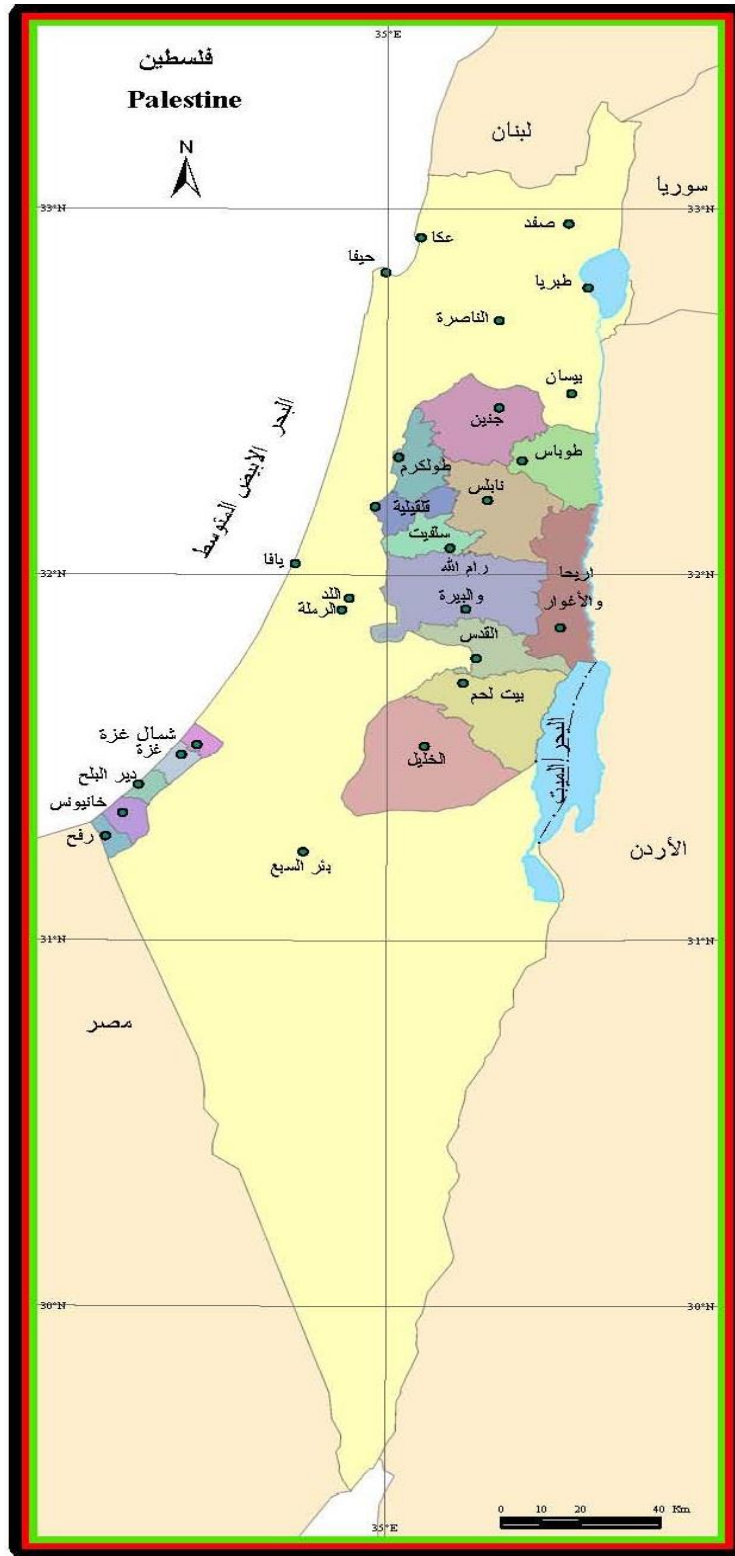 35°E
فلسطين
Palestine
N
لبنان
سوريا
33°N
33°N
صفد
عكا
حيفا
طبريا
الناصرة
بيسان
جنين
البحر الابيض المتوسط
طوباس
طولكرم
نابلس
قلقيلية
سلفيت
يافا
32°N
32°N
رام الله
والبيرة
اريحا
والأغوار
اللد
الرملة
القدس
بيت لحم
البحر الميت
شمال غزة
غزة
الخليل
دير البلح
خانيونس
رفح
الأردن
بئر السبع
31°N
31°N
مصر
30°N
30°N
0 10 20 40 Km
35°E